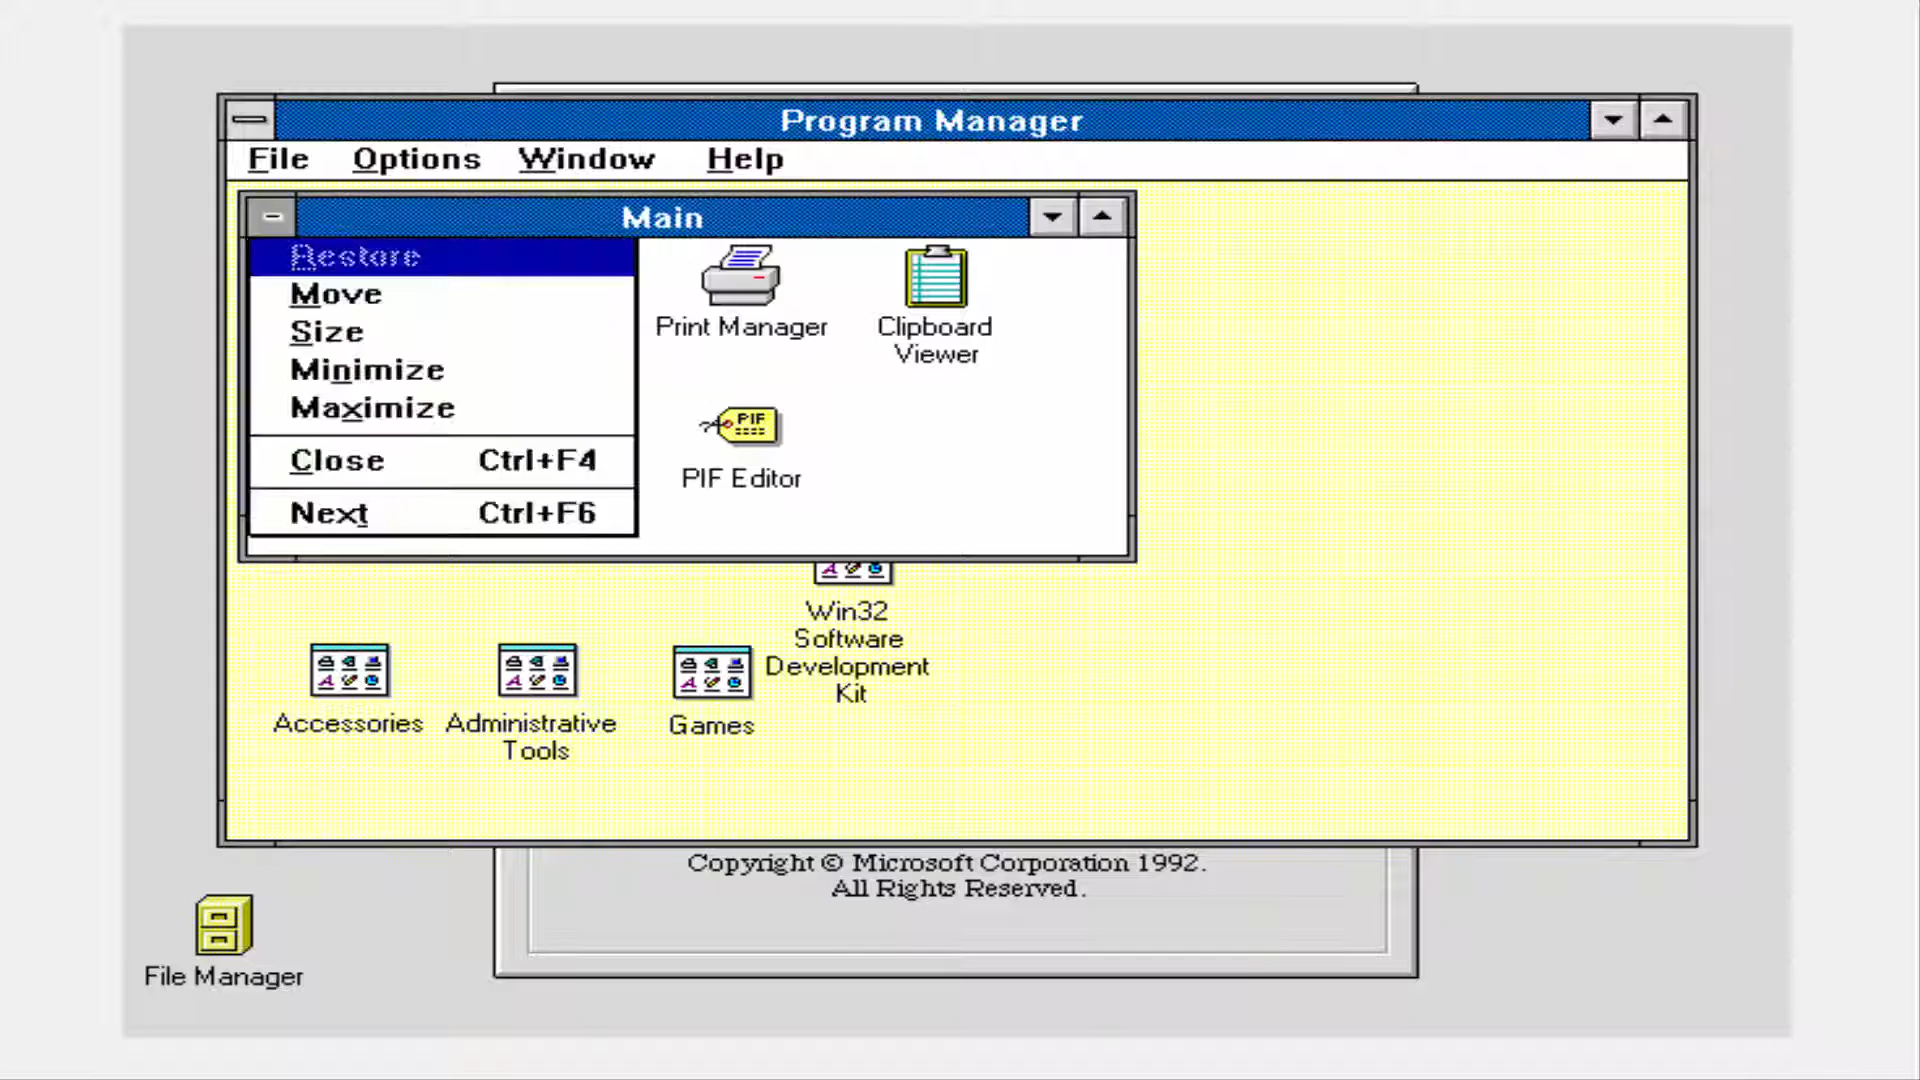 Program Manager
File Options Window Help
Main
Restore
Move
Size
Minimize
Maximize
Close Ctrl+F4
Next Ctrl+F6
Print Manager
Clipboard
Viewer
PIF
PIF Editor
Win32
Software
Development
Kit
Accessories
Administrative
Tools
Games
Copyright © Microsoft Corporation 1992.
All Rights Reserved.
File Manager